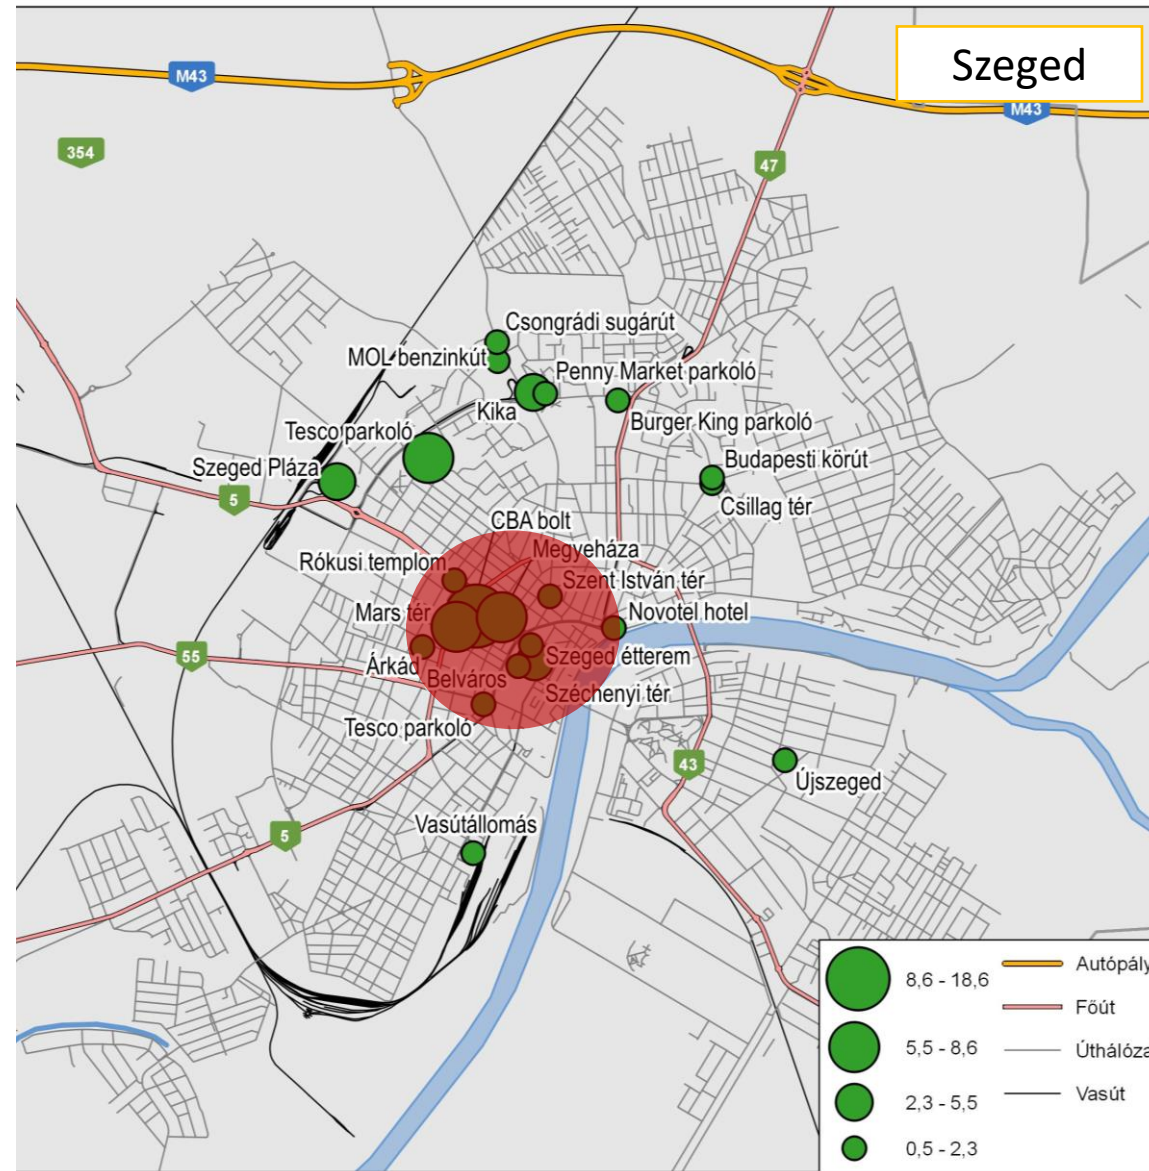 Szeged
M43
M43
354
47
Csongrádi sugárút
MOL benzinkút
Penny Market parkoló
Kika
Burger King parkoló
Tesco parkoló
Budapesti körút
Szeged Pláza
5
Csillag tér
CBA bolt
Megyeháza
Rókusi templom
Szent István tér
Mars tér
Novotel hotel
55
Árkád
Szeged étterem
Belváros
Széchenyi tér
Tesco parkoló
43
Újszeged
Vasútállomás
5
8,6 - 18,6
Autópály
Főút
5,5 - 8,6
Úthálóza
2,3 - 5,5
Vasút
0,5 - 2,3